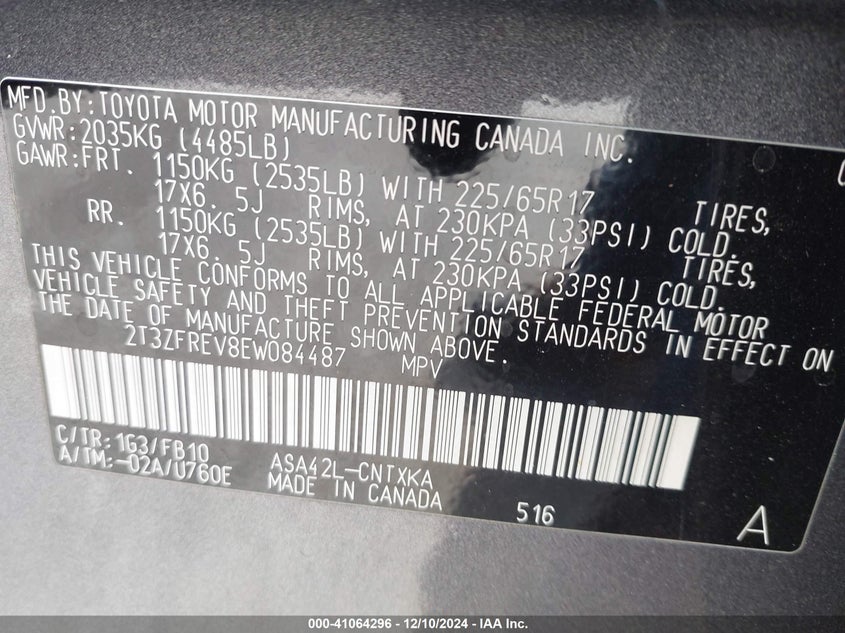 MFD.BY:TOYOTA MOTOR MANUFACTURING CANADA INC.
GVWR:2035KG (4485LB)
GAWR:FRT. 1150KG (2535LB) WITH 225/65R17 TIRES,
17X6. 5J RIMS, AT 230KPA (33PSI) COLD.
RR. 1150KG (2535LB) WITH 225/65R17 TIRES,
17X6. 5J RIMS, AT 230KPA (33PSI) COLD.
THIS VEHICLE CONFORMS TO ALL APPLICABLE FEDERAL MOTOR
VEHICLE SAFETY AND THEFT PREVENTION STANDARDS IN EFFECT ON
THE DATE OF MANUFACTURE SHOWN ABOVE.
2T3ZFREV8EW084487 MPV
C/TR:1G3/FB10 ASA42L-CNTXKA
A/TM:-02A/U760E MADE IN CANADA
516
A
000-41064296 - 12/10/2024 - IAA Inc.